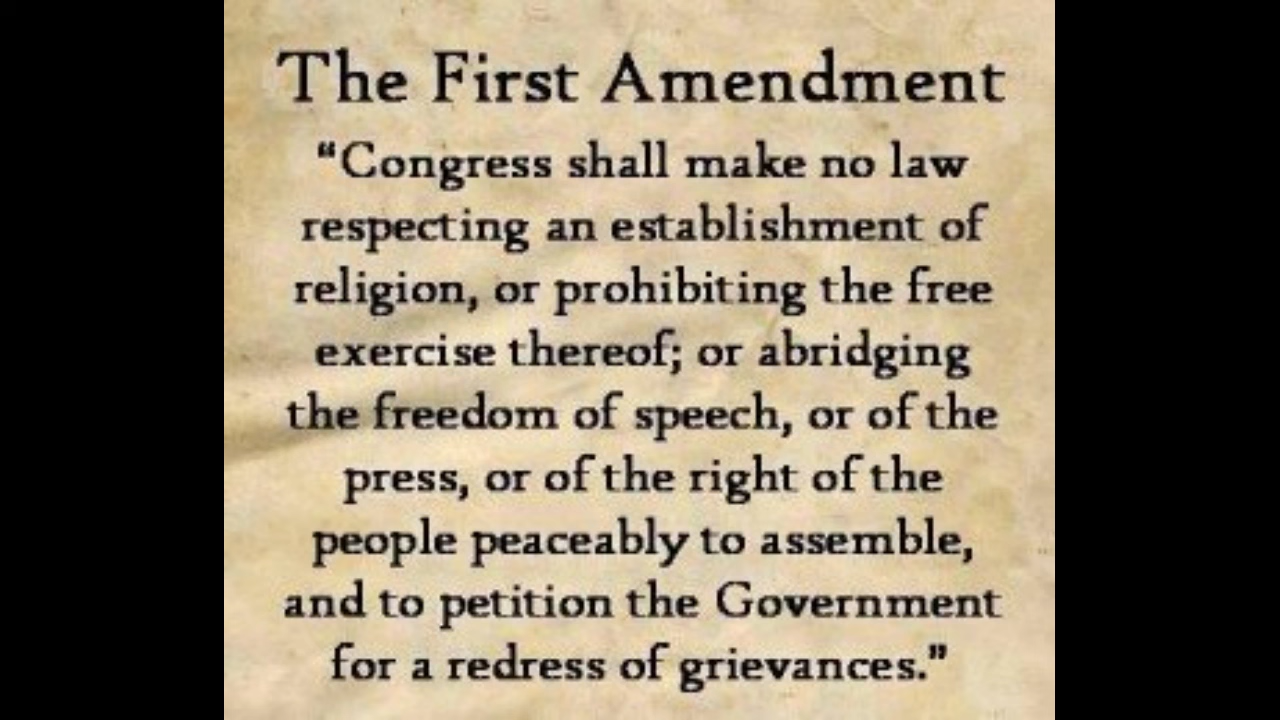 The First Amendment
“Congress shall make no law
respecting an establishment of
religion, or prohibiting the free
exercise thereof; or abridging
the freedom of speech, or of the
press, or of the right of the
people peaceably to assemble,
and to petition the Government
for a redress of grievances.”